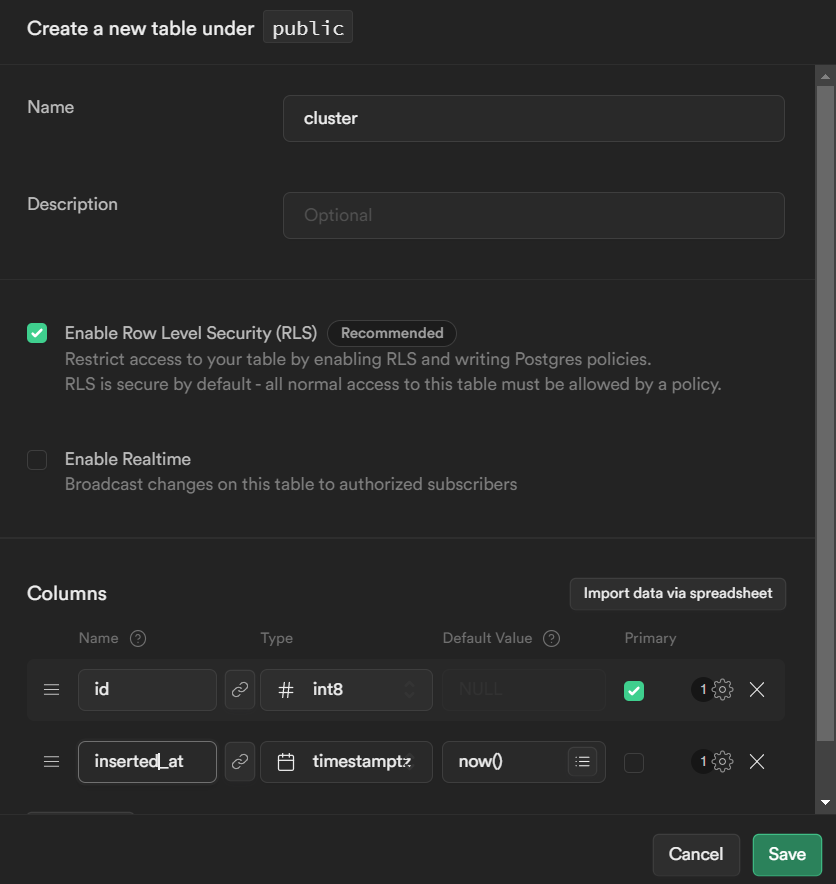 Create a new table under public
Name
cluster
Description
Optional
Enable Row Level Security (RLS) Recommended
Restrict access to your table by enabling RLS and writing Postgres policies.
RLS is secure by default - all normal access to this table must be allowed by a policy.
Enable Realtime
Broadcast changes on this table to authorized subscribers
Columns
Import data via spreadsheet
Name ? Type Default Value ? Primary
id # int8 NULL 1
inserted_at timestamptz now() 1
Cancel Save